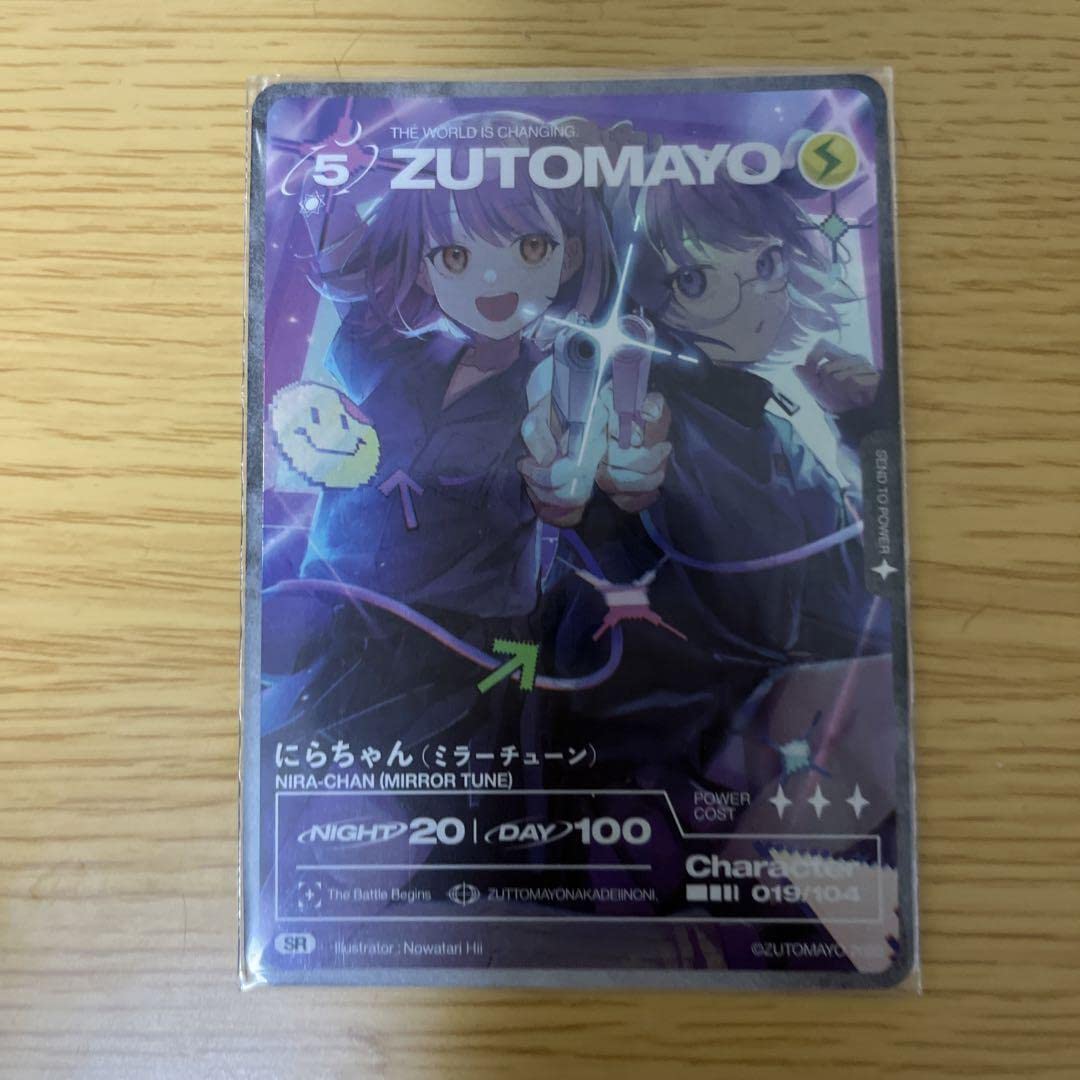 THE WORLD IS CHANGING.
5
ZUTOMAYO
SEND TO POWER
にらちゃん(ミラーチューン)
NIRA-CHAN (MIRROR TUNE)
POWER
COST
NIGHT 20 | DAY 100
Character
The Battle Begins ZUTTOMAYONAKADEIINONI.
019/104
SR Illustrator : Nowatari Hii
©ZUTOMAYO